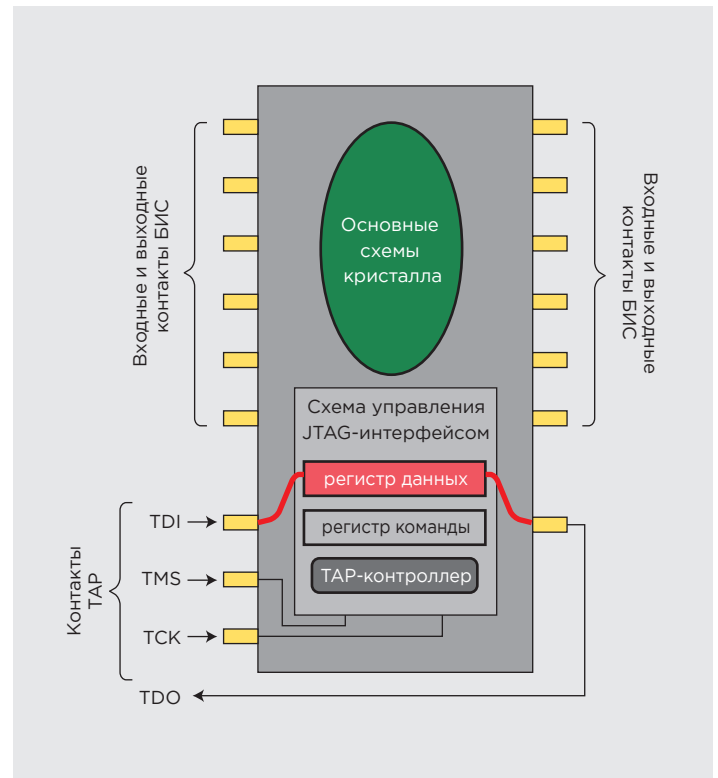 Входные и выходные
контакты БИС
Основные
схемы
кристалла
Входные и выходные
контакты БИС
Схема управления
JTAG-интерфейсом
регистр данных
регистр команды
TAP-контроллер
Контакты
TAP
TDI
TMS
TCK
TDO